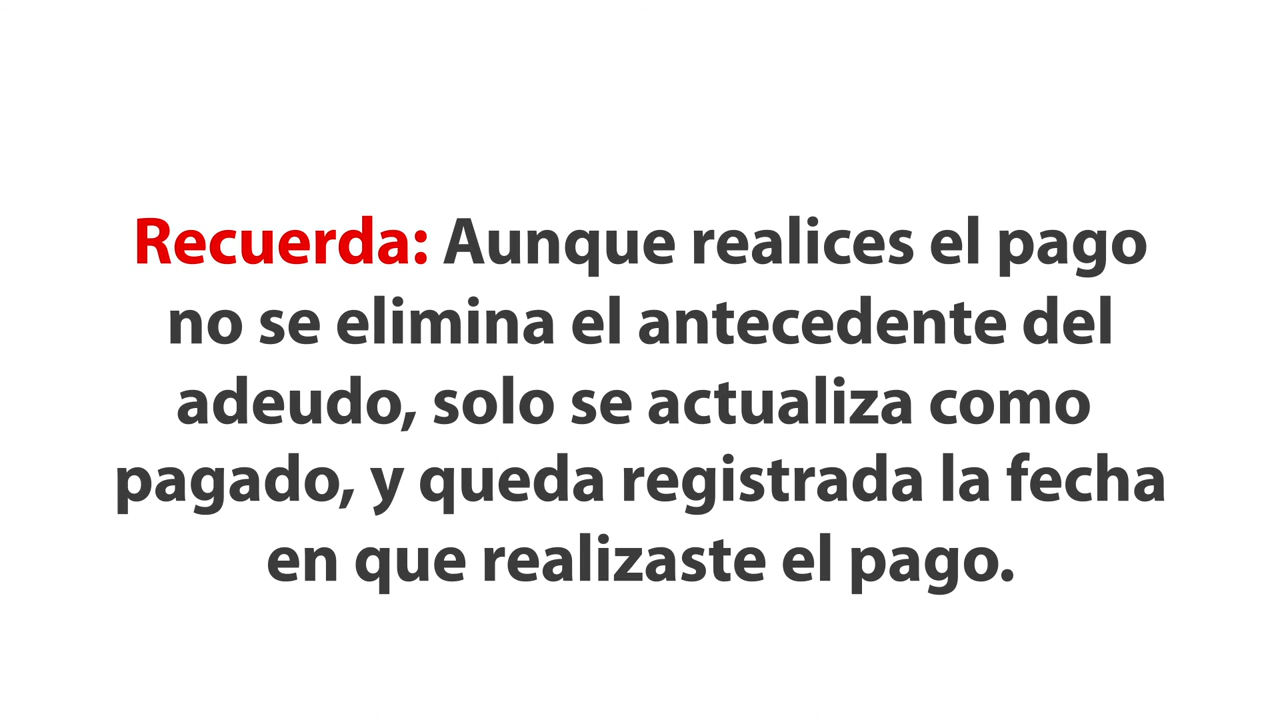 Recuerda: Aunque realices el pago
no se elimina el antecedente del
adeudo, solo se actualiza como
pagado, y queda registrada la fecha
en que realizaste el pago.